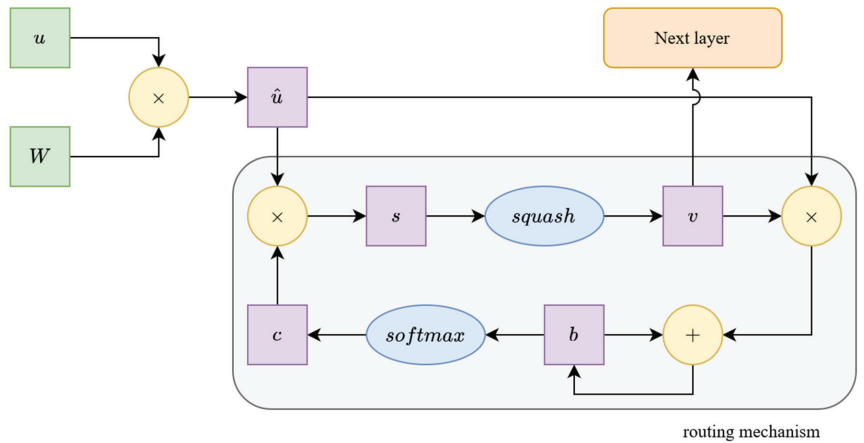 u
Next layer
×
û
W
×
s
squash
v
×
c
softmax
b
+
routing mechanism